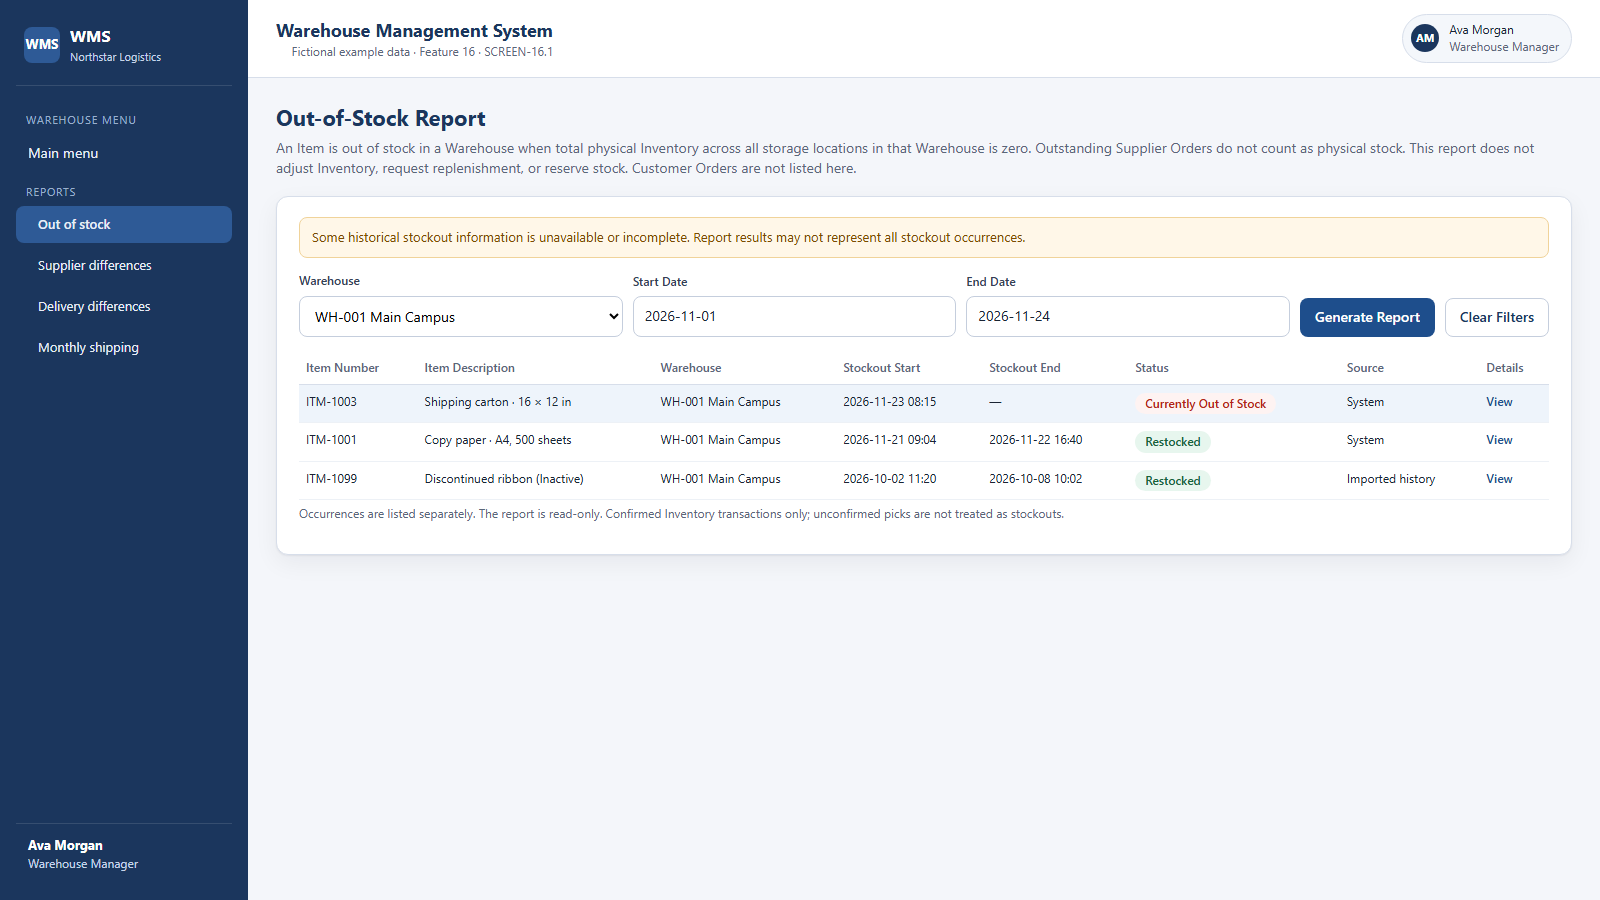 WMS
WMS
Northstar Logistics
WAREHOUSE MENU
Main menu
REPORTS
Out of stock
Supplier differences
Delivery differences
Monthly shipping
Ava Morgan
Warehouse Manager
Warehouse Management System
Fictional example data · Feature 16 · SCREEN-16.1
AM
Ava Morgan
Warehouse Manager
Out-of-Stock Report
An Item is out of stock in a Warehouse when total physical Inventory across all storage locations in that Warehouse is zero. Outstanding Supplier Orders do not count as physical stock. This report does not
adjust Inventory, request replenishment, or reserve stock. Customer Orders are not listed here.
Some historical stockout information is unavailable or incomplete. Report results may not represent all stockout occurrences.
Warehouse Start Date End Date
WH-001 Main Campus 2026-11-01 2026-11-24 Generate Report Clear Filters
Item Number Item Description Warehouse Stockout Start Stockout End Status Source Details
ITM-1003 Shipping carton · 16 × 12 in WH-001 Main Campus 2026-11-23 08:15 — Currently Out of Stock System View
ITM-1001 Copy paper · A4, 500 sheets WH-001 Main Campus 2026-11-21 09:04 2026-11-22 16:40 Restocked System View
ITM-1099 Discontinued ribbon (Inactive) WH-001 Main Campus 2026-10-02 11:20 2026-10-08 10:02 Restocked Imported history View
Occurrences are listed separately. The report is read-only. Confirmed Inventory transactions only; unconfirmed picks are not treated as stockouts.